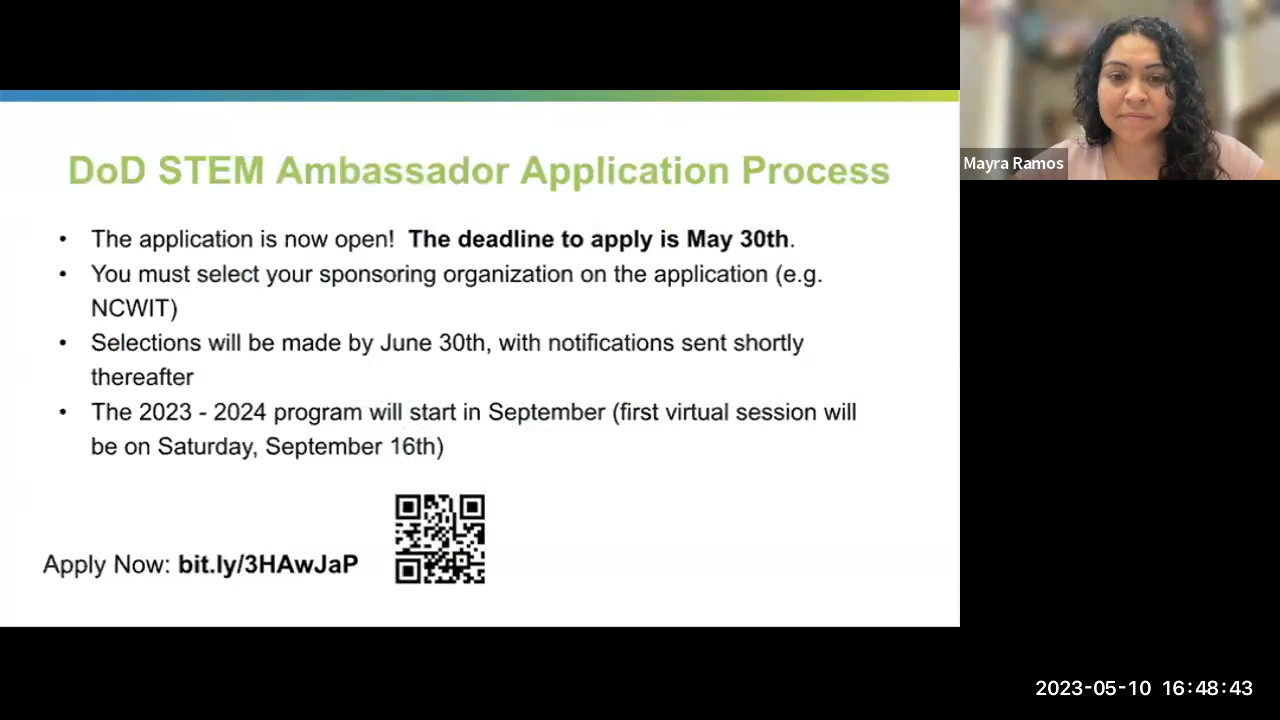 DoD STEM Ambassador Application Process
• The application is now open!  The deadline to apply is May 30th.
• You must select your sponsoring organization on the application (e.g.
NCWIT)
• Selections will be made by June 30th, with notifications sent shortly
thereafter
• The 2023 - 2024 program will start in September (first virtual session will
be on Saturday, September 16th)
Apply Now: bit.ly/3HAwJaP
Mayra Ramos
2023-05-10 16:48:43